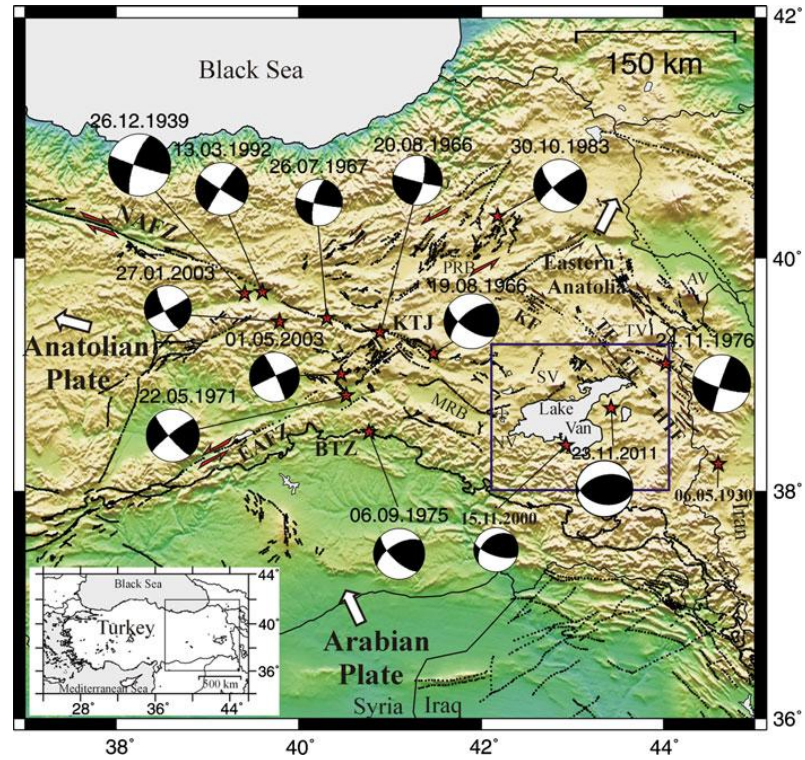 42˚
Black Sea
150 km
26.12.1939
13.03.1992
26.07.1967
20.08.1966
30.10.1983
NAFZ
40˚
PRB
Eastern
Anatolia
AV
27.01.2003
19.08.1966
KTJ
KF
TF
TV
24.11.1976
01.05.2003
Anatolian
Plate
22.05.1971
MRB
SV
Lake
Van
EAFZ
BTZ
23.11.2011
06.05.1930
Iran
38˚
06.09.1975
15.11.2000
Black Sea
44˚
42˚
40˚
36˚
Turkey
Mediterranean Sea
500 km
28˚
32˚
36˚
44˚
Arabian
Plate
Syria
Iraq
36˚
38˚
40˚
42˚
44˚